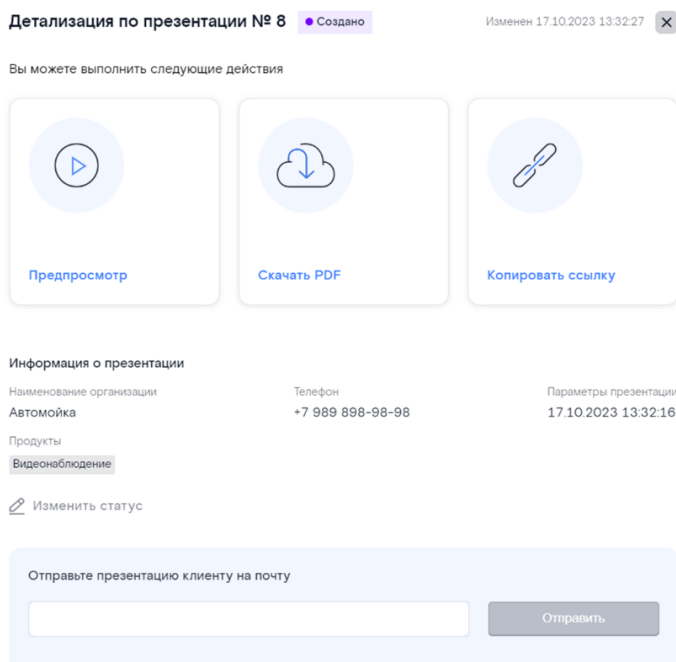 Детализация по презентации № 8 Создано Изменен 17.10.2023 13:32:27
Вы можете выполнить следующие действия
Предпросмотр Скачать PDF Копировать ссылку
Информация о презентации
Наименование организации Телефон Параметры презентации
Автомойка +7 989 898-98-98 17.10.2023 13:32:16
Продукты
Видеонаблюдение
Изменить статус
Отправьте презентацию клиенту на почту
Отправить